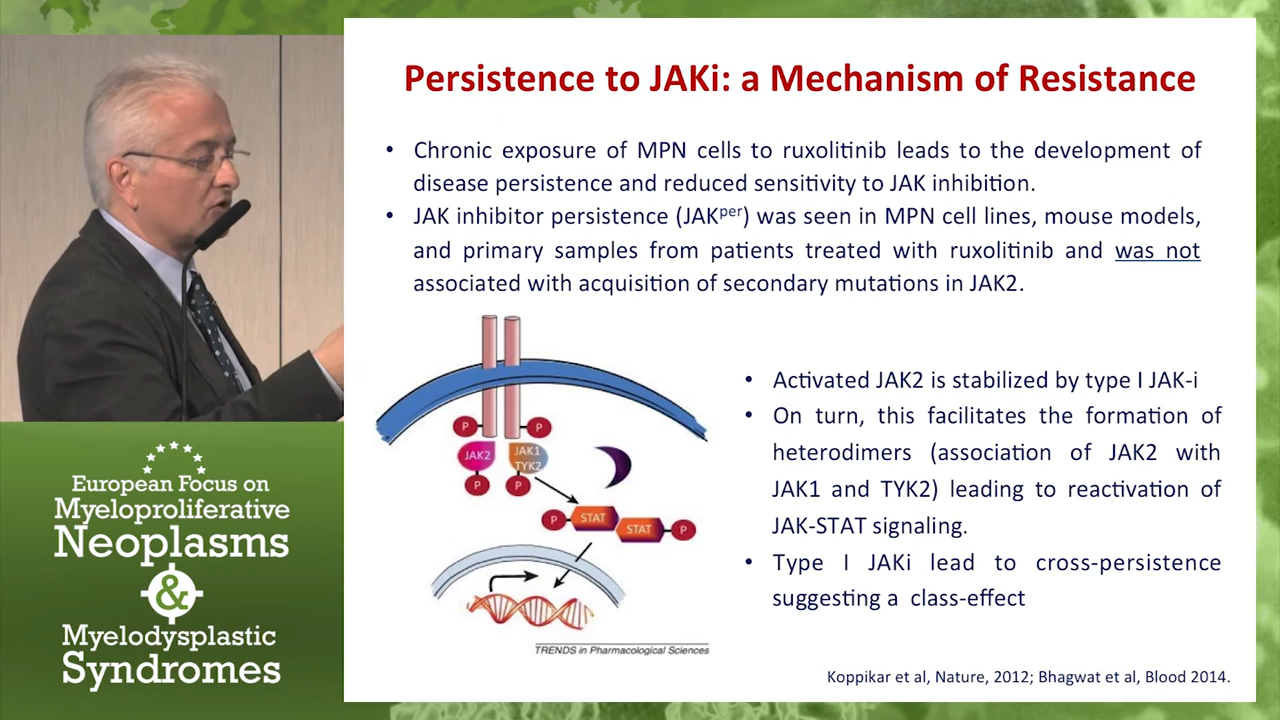 Persistence to JAKi: a Mechanism of Resistance
• Chronic exposure of MPN cells to ruxolitinib leads to the development of
disease persistence and reduced sensitivity to JAK inhibition.
• JAK inhibitor persistence (JAKper) was seen in MPN cell lines, mouse models,
and primary samples from patients treated with ruxolitinib and was not
associated with acquisition of secondary mutations in JAK2.
P
P
JAK2
JAK1
TYK2
P
P
P
STAT
STAT
P
TRENDS in Pharmacological Sciences
• Activated JAK2 is stabilized by type I JAK-i
• On turn, this facilitates the formation of
heterodimers (association of JAK2 with
JAK1 and TYK2) leading to reactivation of
JAK-STAT signaling.
• Type I JAKi lead to cross-persistence
suggesting a class-effect
Koppikar et al, Nature, 2012; Bhagwat et al, Blood 2014.
European Focus on
Myeloproliferative
Neoplasms
&
Myelodysplastic
Syndromes